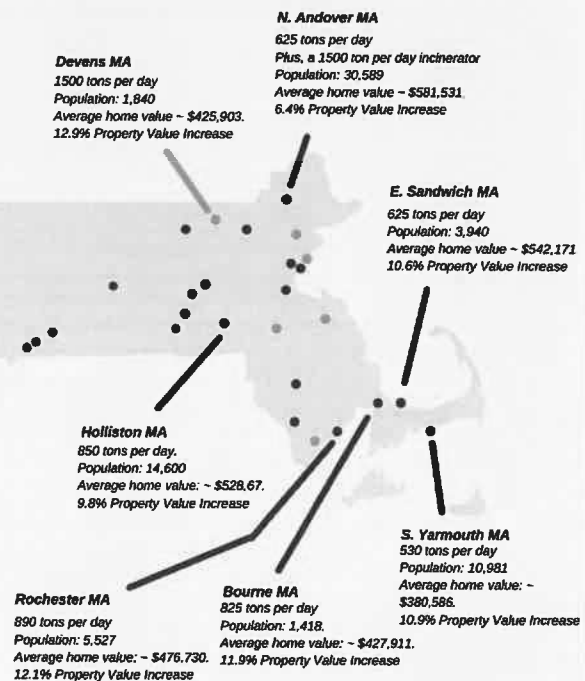 N. Andover MA
625 tons per day
Plus, a 1500 ton per day incinerator
Population: 30,589
Average home value ~ $581,531
6.4% Property Value Increase
Devens MA
1500 tons per day
Population: 1,840
Average home value ~ $425,903.
12.9% Property Value Increase
E. Sandwich MA
625 tons per day
Population: 3,940
Average home value ~ $542,171
10.6% Property Value Increase
Holliston MA
850 tons per day.
Population: 14,600
Average home value: ~ $528,67.
9.8% Property Value Increase
S. Yarmouth MA
530 tons per day
Population: 10,981
Average home value: ~
$380,586.
10.9% Property Value Increase
Bourne MA
825 tons per day
Population: 1,418.
Average home value: ~ $427,911.
11.9% Property Value Increase
Rochester MA
890 tons per day
Population: 5,527
Average home value: ~ $476.730.
12.1% Property Value Increase